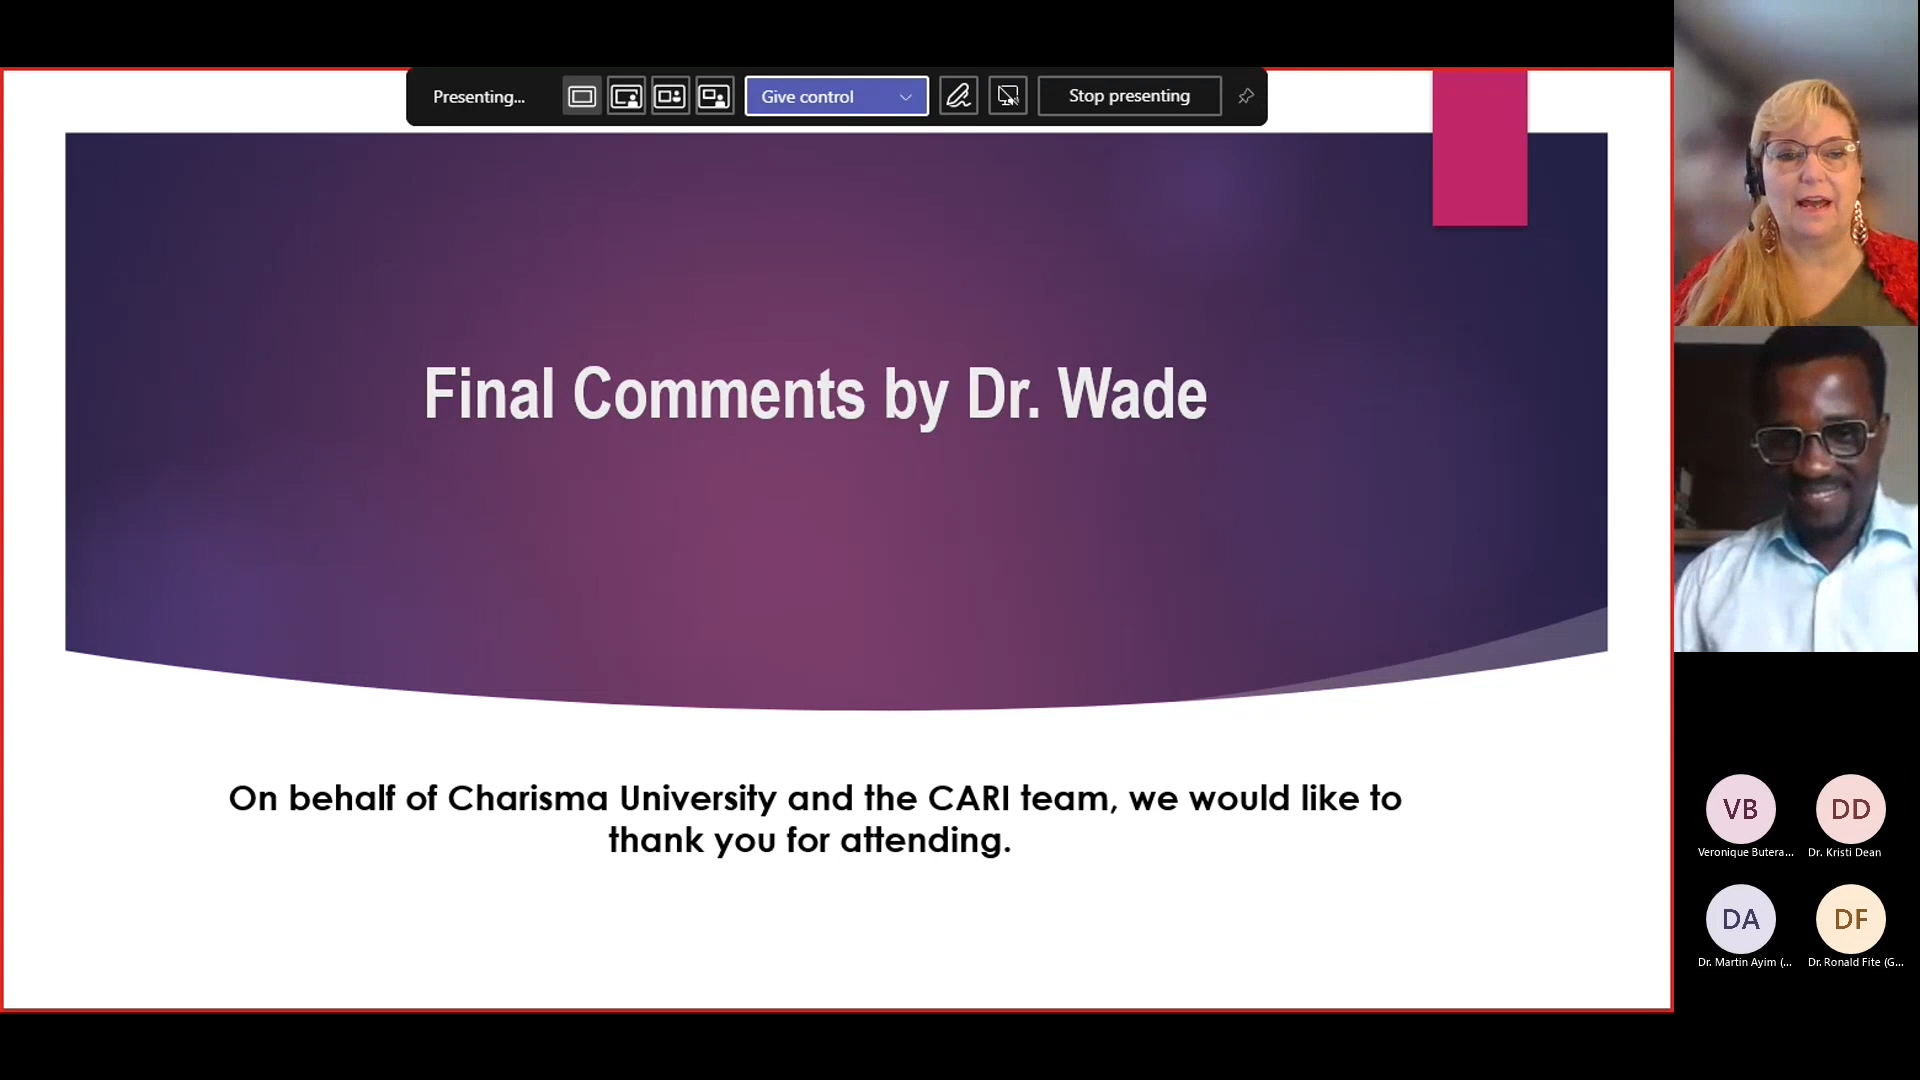 Presenting...
Give control
Stop presenting
Final Comments by Dr. Wade
On behalf of Charisma University and the CARI team, we would like to
thank you for attending.
VB
DD
Veronique Butera...
Dr. Kristi Dean
DA
DF
Dr. Martin Ayim (...
Dr. Ronald Fite (G...